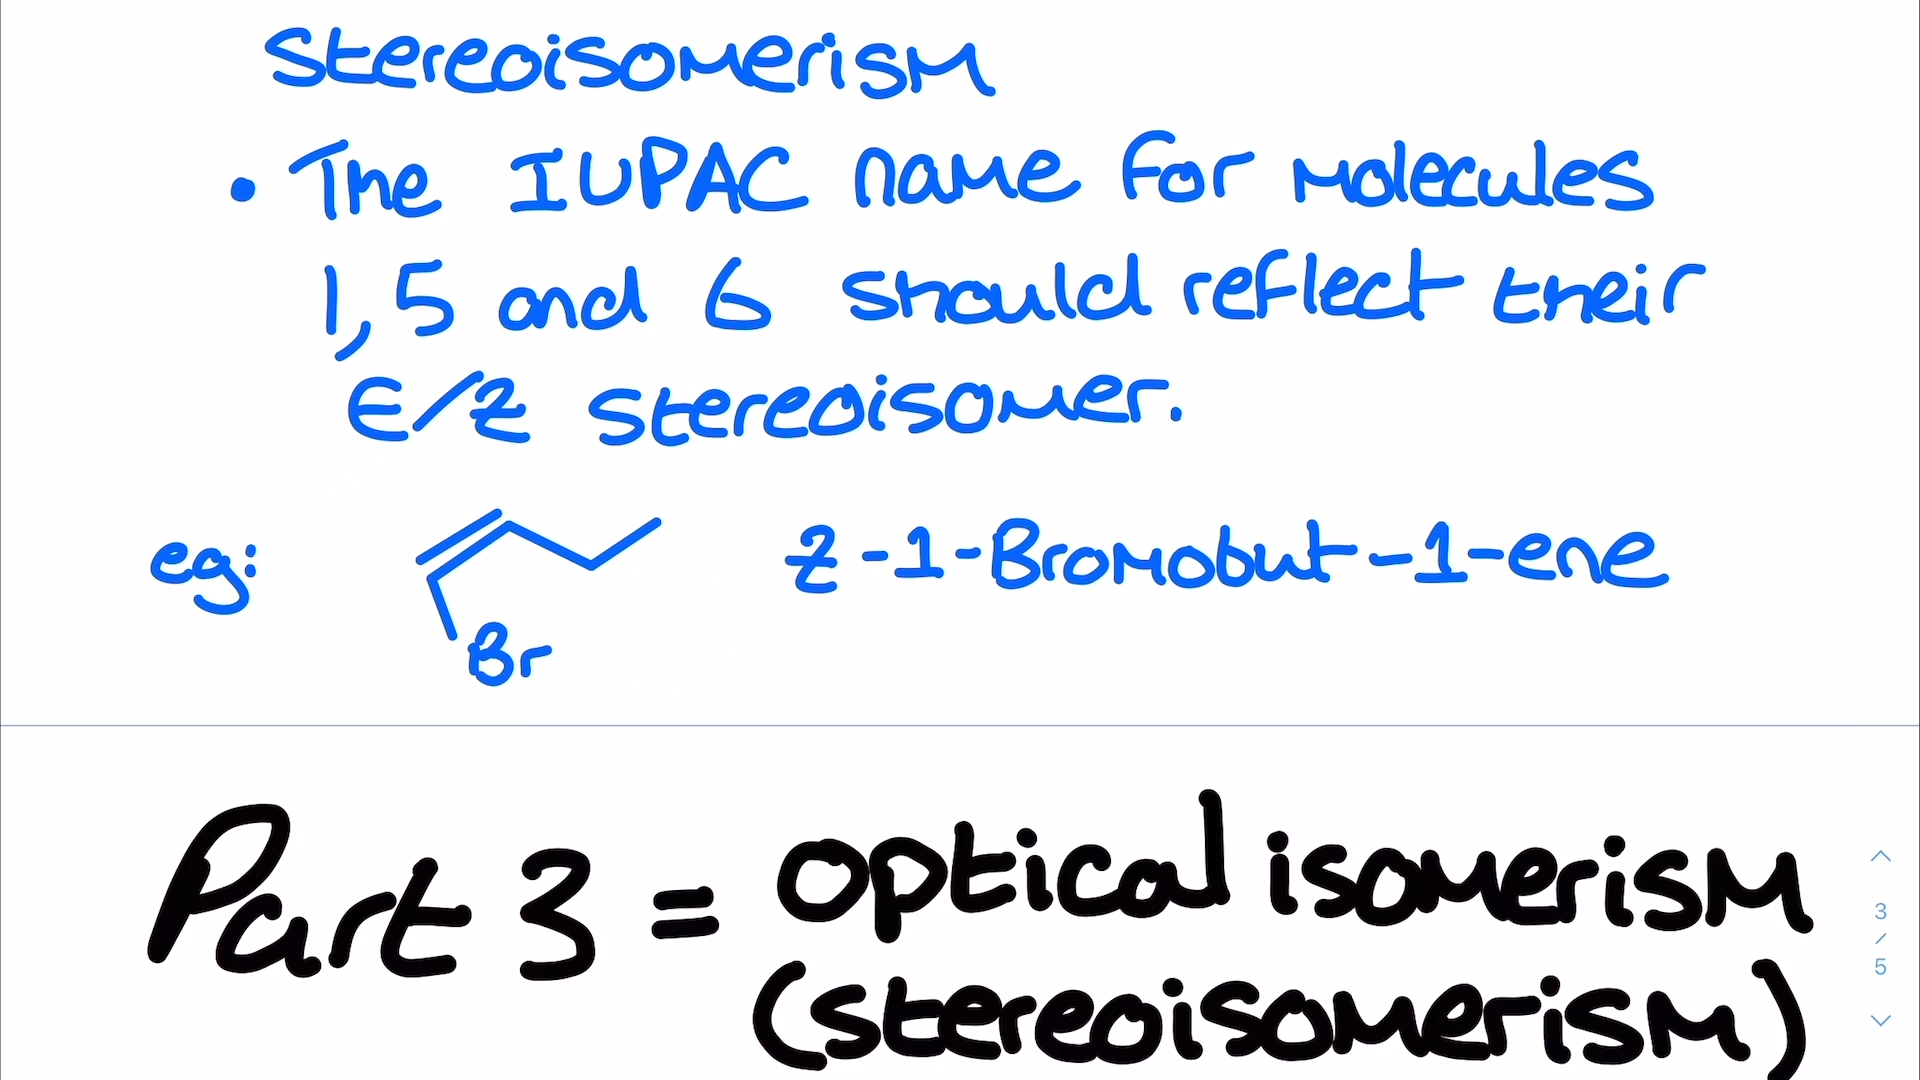 Stereoisomerism
• The IUPAC name for molecules
1, 5 and 6 should reflect their
E/Z stereoisomer.
eg:
Br
Z-1-Bromobut-1-ene
Part 3 = optical isomerism
(stereoisomerism)
3
/
5